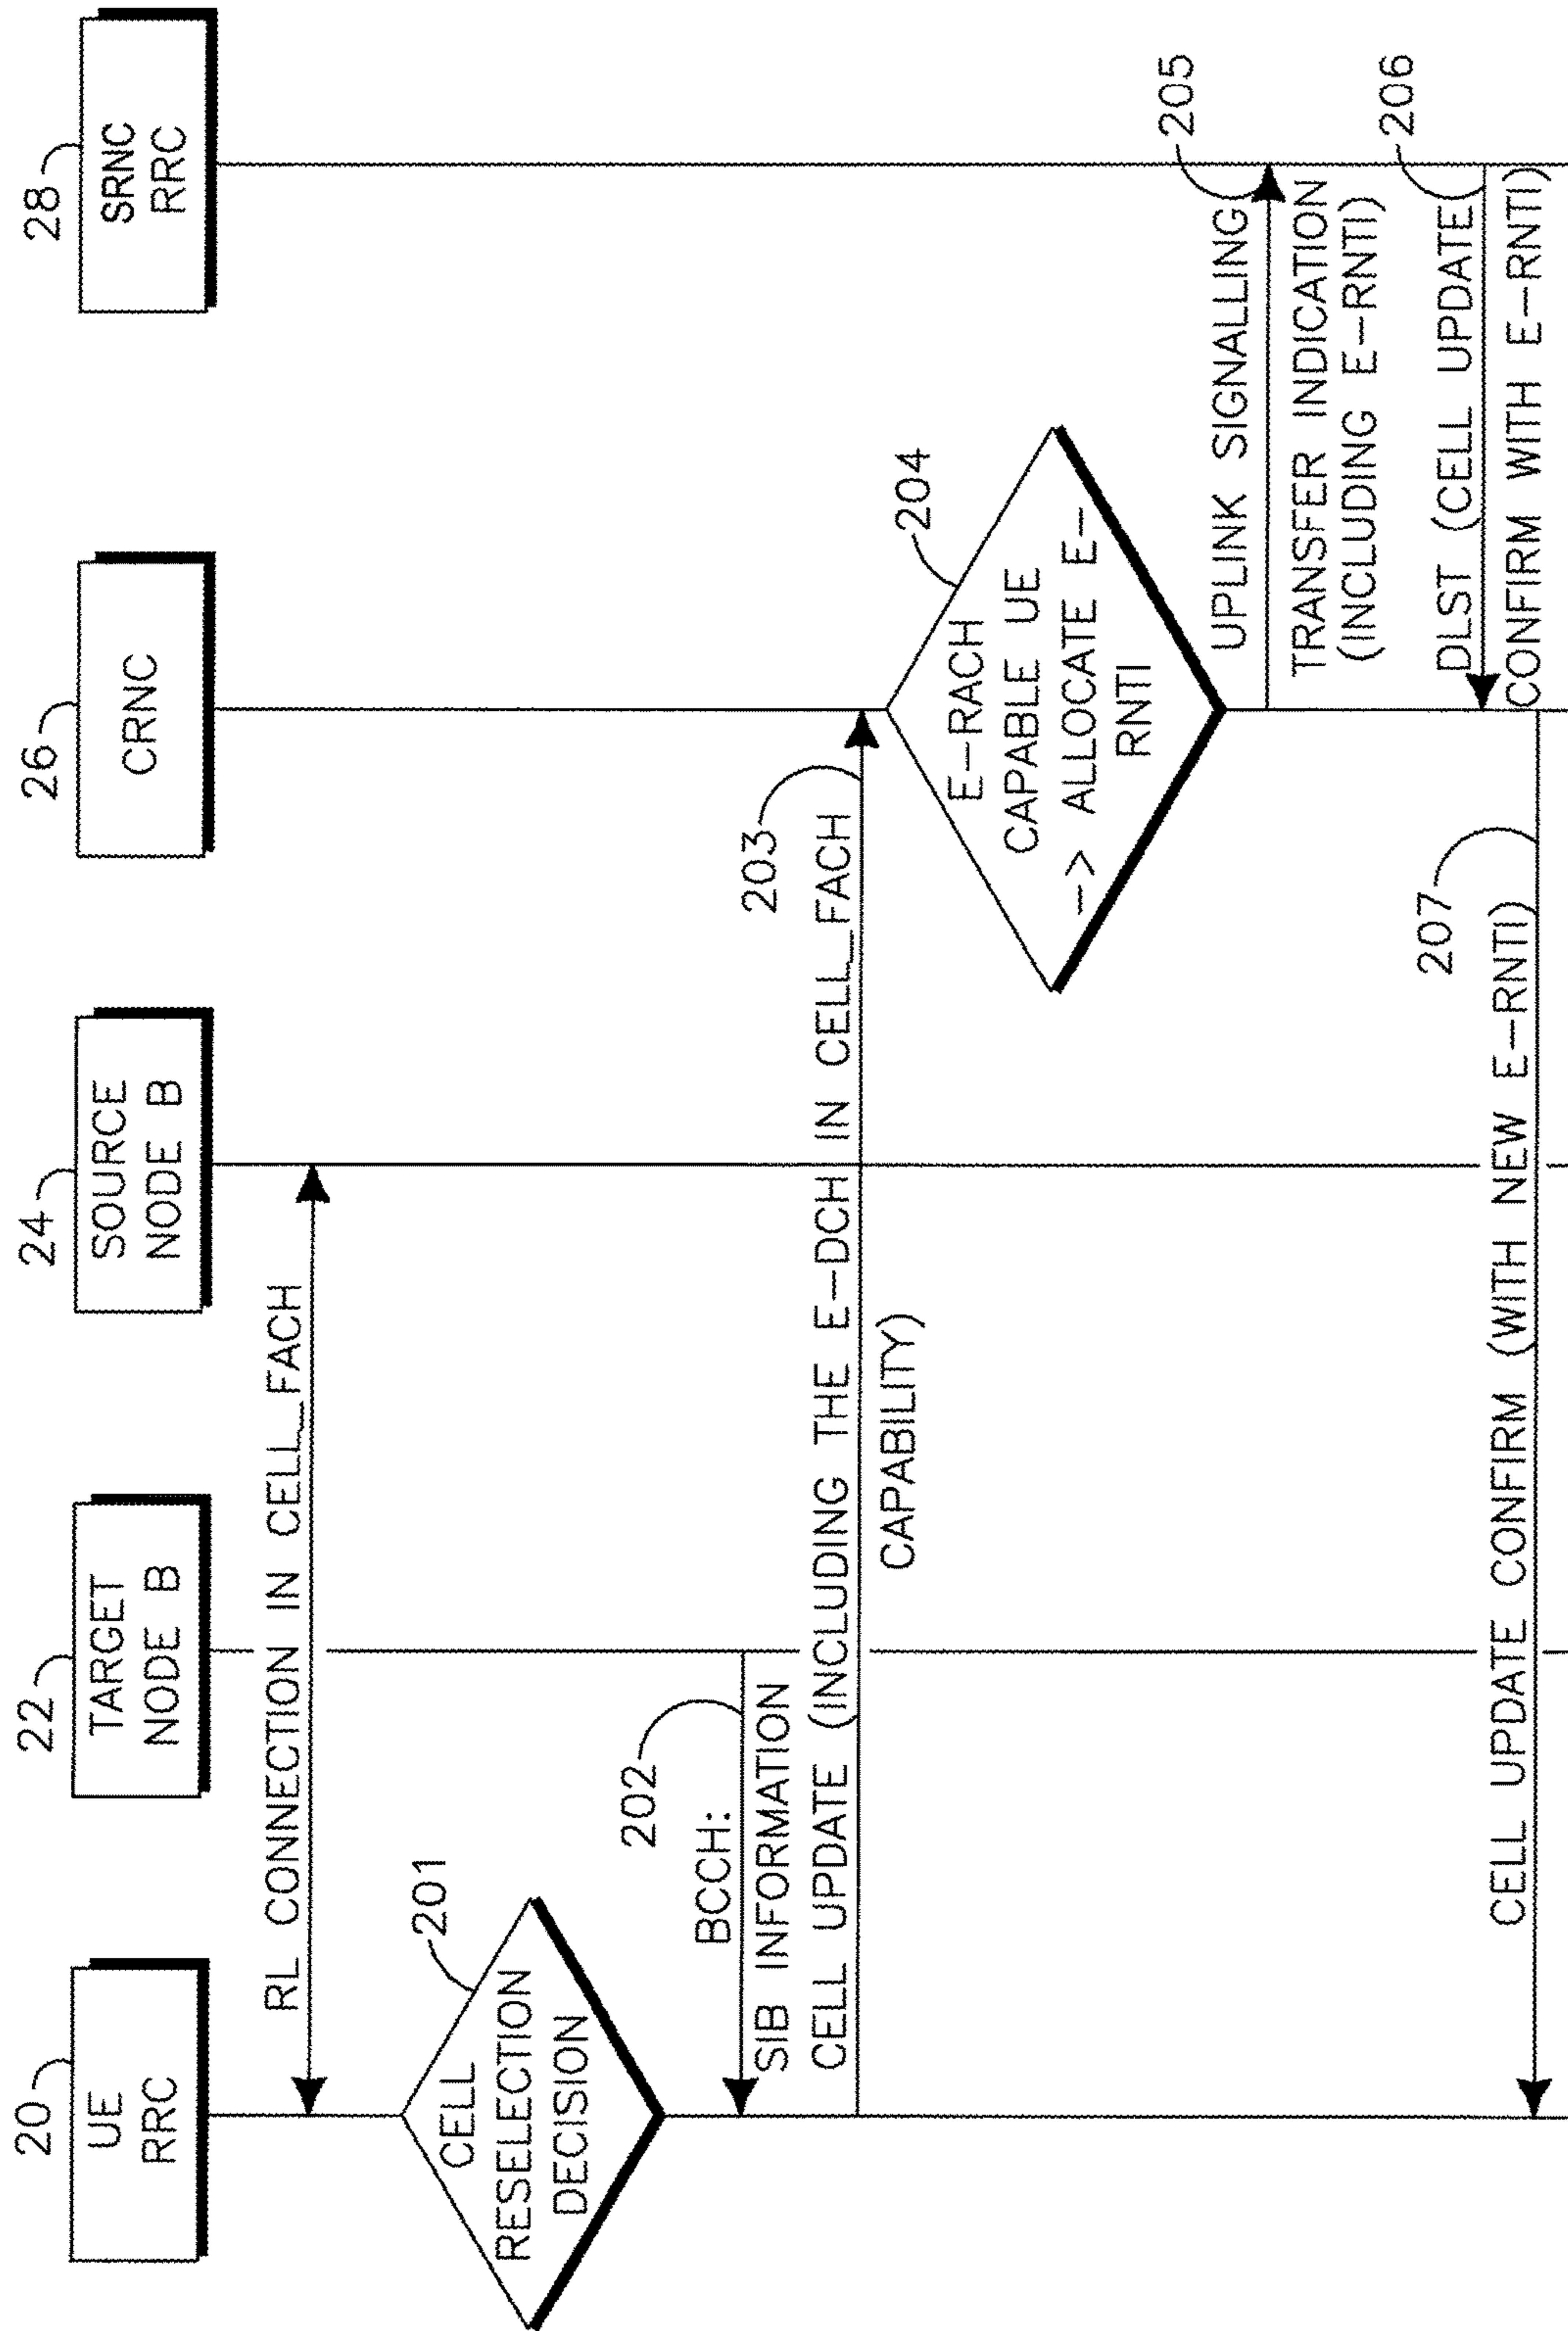 20
UE
RRC
22
TARGET
NODE B
24
SOURCE
NODE B
26
CRNC
28
SRNC
RRC
RL CONNECTION IN CELL_FACH
201
CELL
RESELECTION
DECISION
202
BCCH:
SIB INFORMATION
203
CELL UPDATE (INCLUDING THE E-DCH IN CELL_FACH
CAPABILITY)
204
E-RACH
CAPABLE UE
-> ALLOCATE E-
RNTI
205
UPLINK SIGNALLING
TRANSFER INDICATION
(INCLUDING E-RNTI)
206
DLST (CELL UPDATE
CONFIRM WITH E-RNTI)
207
CELL UPDATE CONFIRM (WITH NEW E-RNTI)